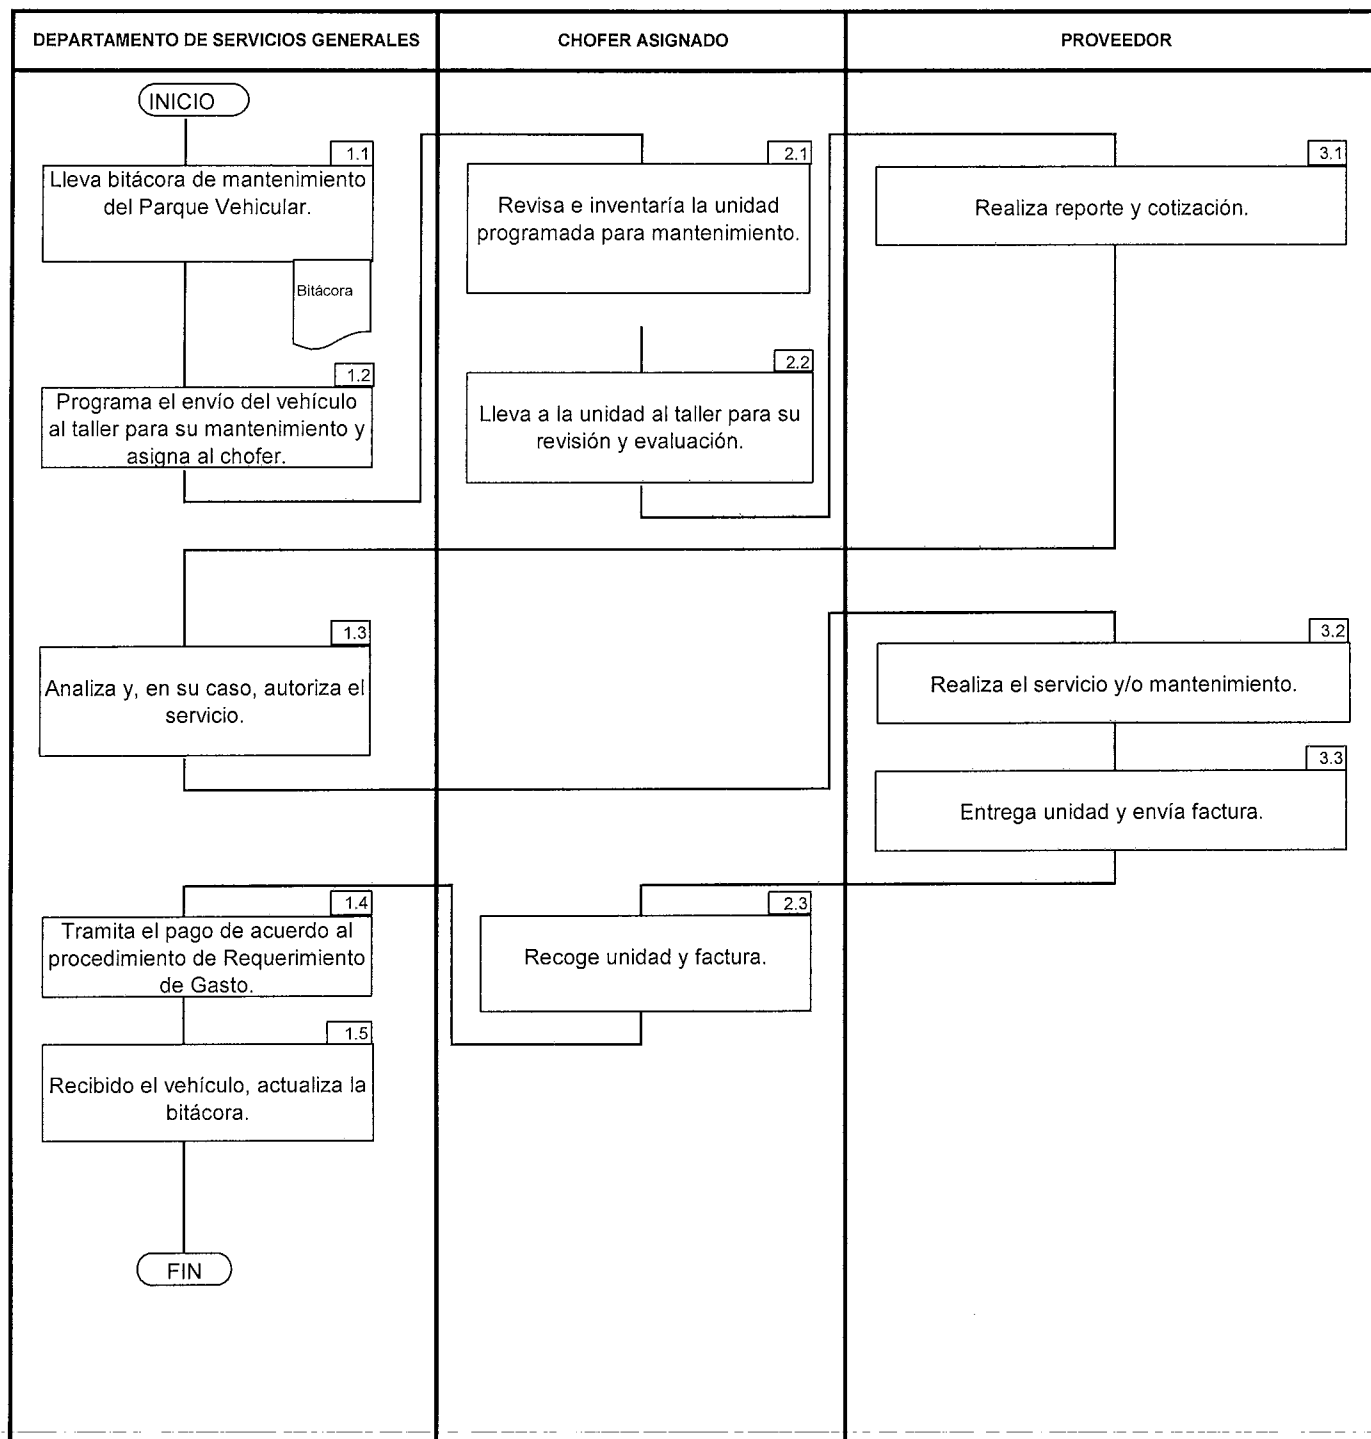 DEPARTAMENTO DE SERVICIOS GENERALES
CHOFER ASIGNADO
PROVEEDOR
INICIO
1.1
Lleva bitácora de mantenimiento
del Parque Vehicular.
Bitácora
1.2
Programa el envío del vehículo
al taller para su mantenimiento y
asigna al chofer.
2.1
Revisa e inventaría la unidad
programada para mantenimiento.
2.2
Lleva a la unidad al taller para su
revisión y evaluación.
3.1
Realiza reporte y cotización.
1.3
Analiza y, en su caso, autoriza el
servicio.
3.2
Realiza el servicio y/o mantenimiento.
3.3
Entrega unidad y envía factura.
2.3
Recoge unidad y factura.
1.4
Tramita el pago de acuerdo al
procedimiento de Requerimiento
de Gasto.
1.5
Recibido el vehículo, actualiza la
bitácora.
FIN